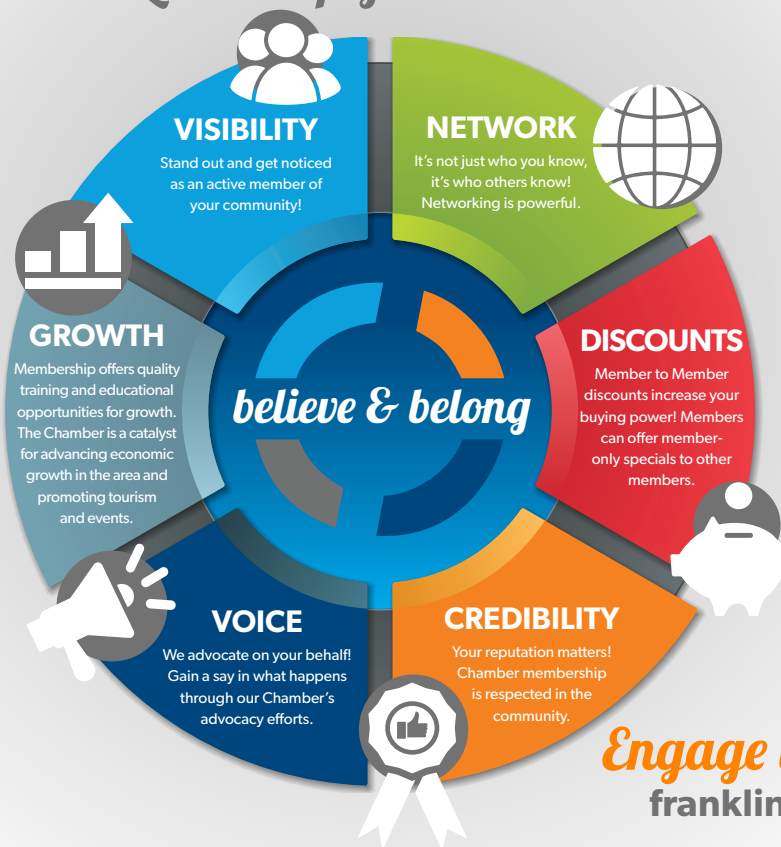 VISIBILITY
Stand out and get noticed
as an active member of
your community!
NETWORK
It's not just who you know,
it's who others know!
Networking is powerful.
GROWTH
Membership offers quality
training and educational
opportunities for growth.
The Chamber is a catalyst
for advancing economic
growth in the area and
promoting tourism
and events.
believe & belong
DISCOUNTS
Member to Member
discounts increase your
buying power! Members
can offer member-
only specials to other
members.
VOICE
We advocate on your behalf!
Gain a say in what happens
through our Chamber's
advocacy efforts.
CREDIBILITY
Your reputation matters!
Chamber membership
is respected in the
community.
Engage
franklin